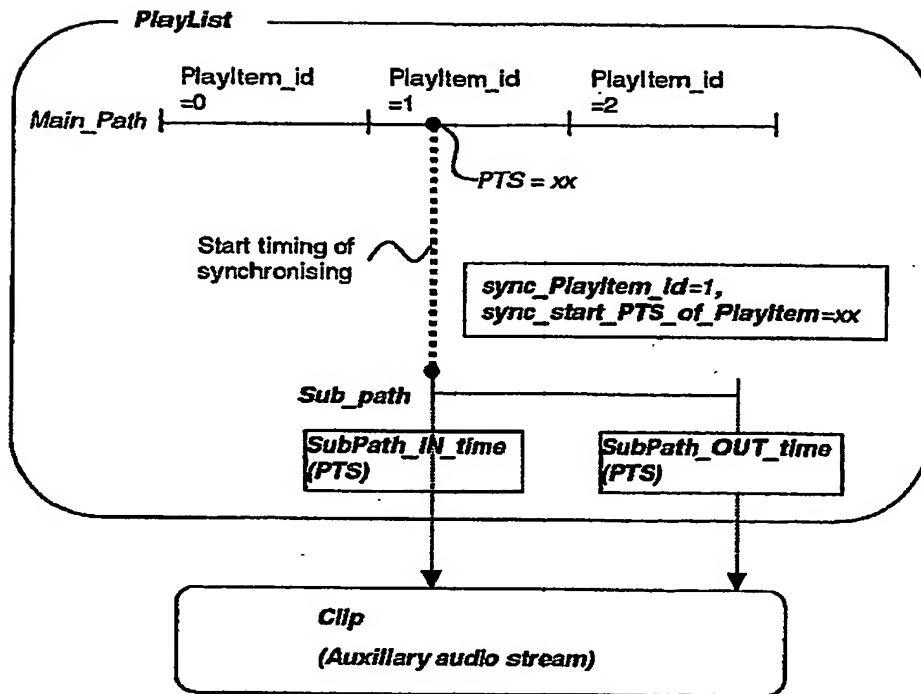 PlayList
PlayItem_id
=0
PlayItem_id
=1
PlayItem_id
=2
Main_Path
PTS = xx
Start timing of
synchronising
sync_PlayItem_id=1,
sync_start_PTS_of_PlayItem=xx
Sub_path
SubPath_IN_time
(PTS)
SubPath_OUT_time
(PTS)
Clip
(Auxillary audio stream)